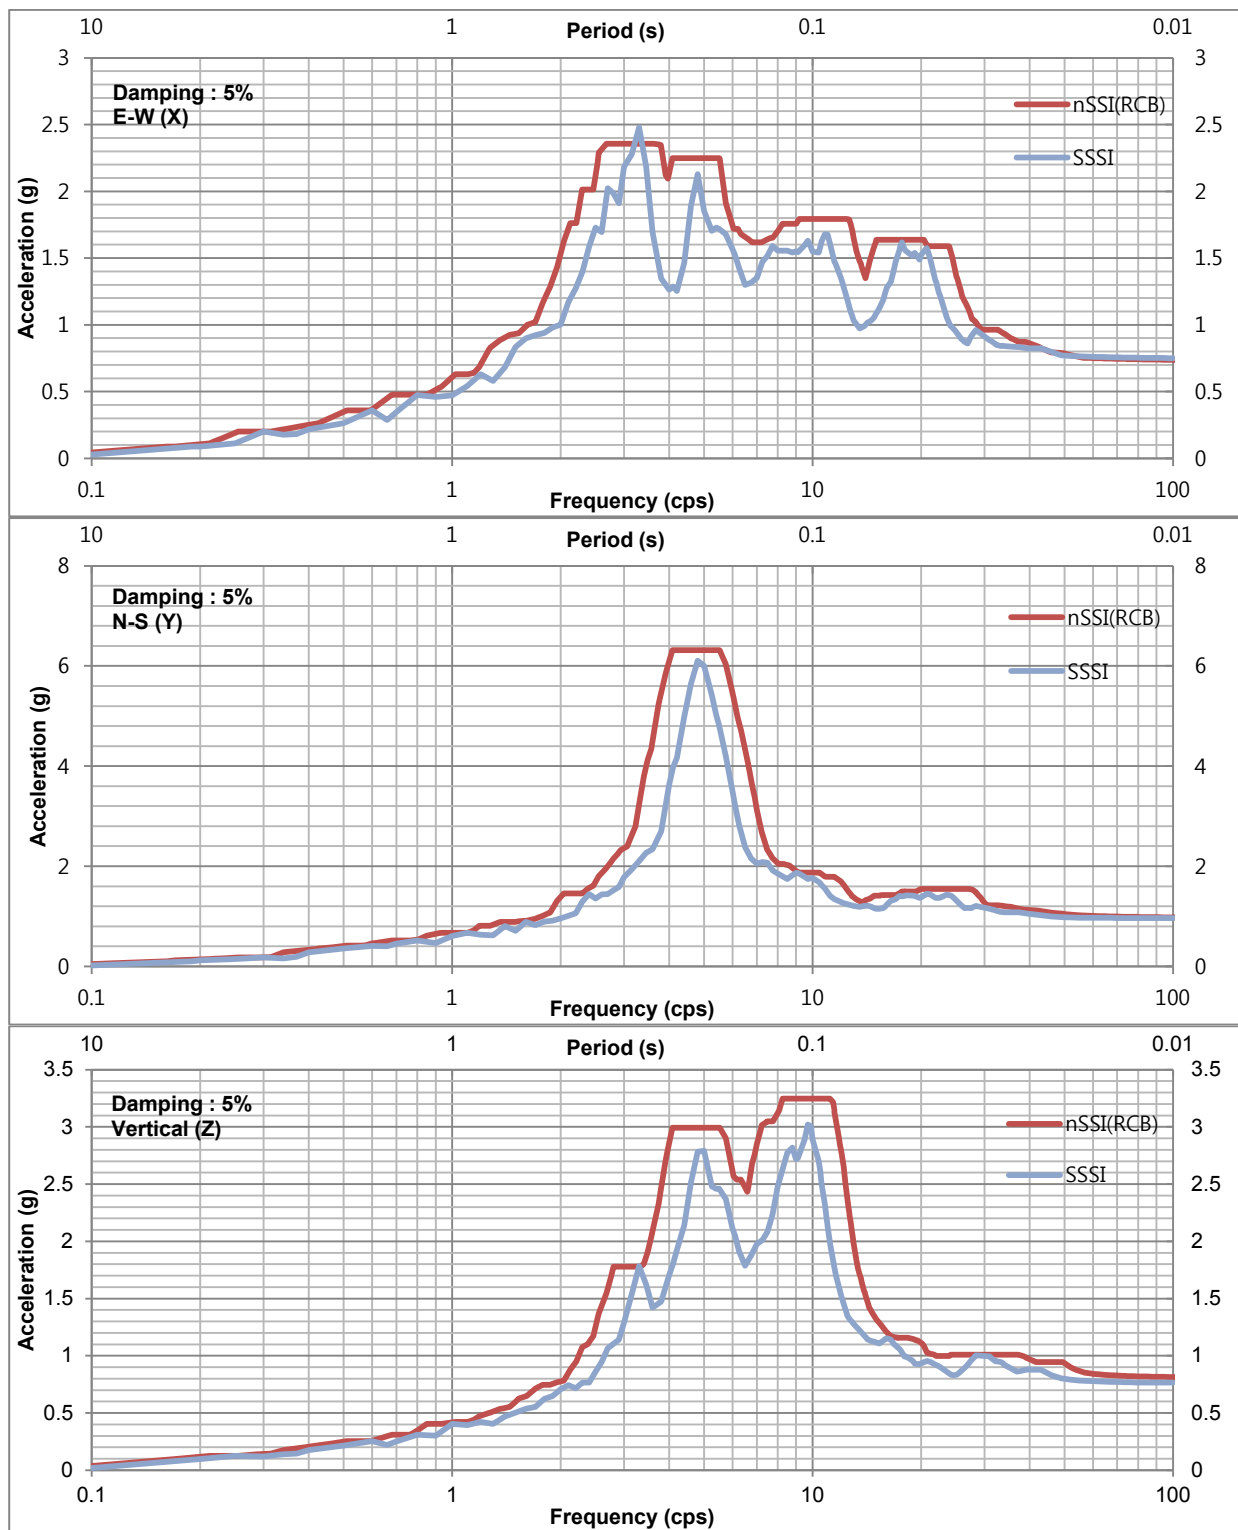 10 1 0.1 0.01
Period (s)
3 3
Damping : 5%
E-W (X)
nSSI(RCB)
2.5 2.5
SSSI
2 2
Acceleration (g)
1.5 1.5
1 1
0.5 0.5
0 0
0.1 1 10 100
Frequency (cps)
10 1 0.1 0.01
Period (s)
8 8
Damping : 5%
N-S (Y)
nSSI(RCB)
6 6
SSSI
Acceleration (g)
4 4
2 2
0 0
0.1 1 10 100
Frequency (cps)
10 1 0.1 0.01
Period (s)
3.5 3.5
Damping : 5%
Vertical (Z)
nSSI(RCB)
3 3
SSSI
2.5 2.5
2 2
Acceleration (g)
1.5 1.5
1 1
0.5 0.5
0 0
0.1 1 10 100
Frequency (cps)